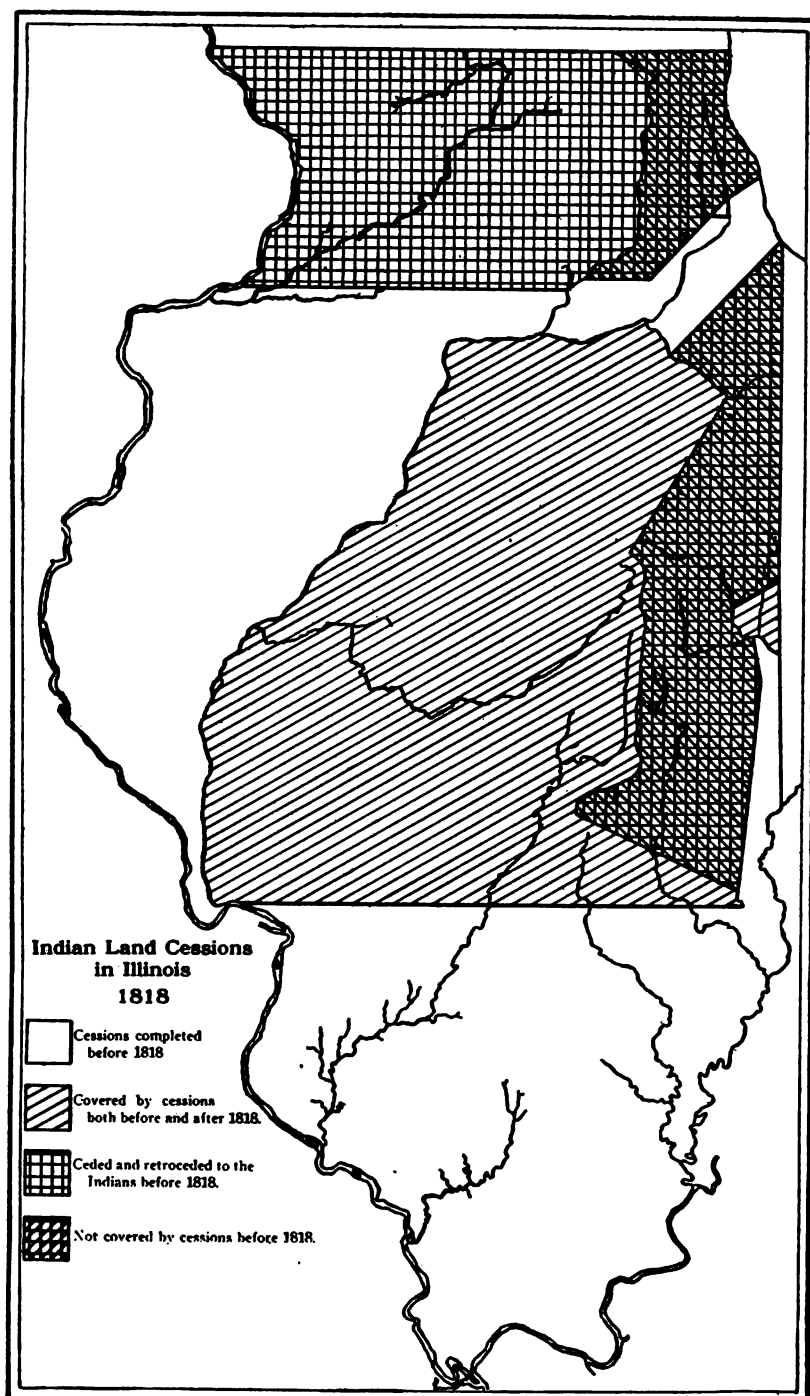 Indian Land Cessions
in Illinois
1818
Cessions completed
before 1818
Covered by cessions
both before and after 1818.
Ceded and retroceded to the
Indians before 1818.
Not covered by cessions before 1818.